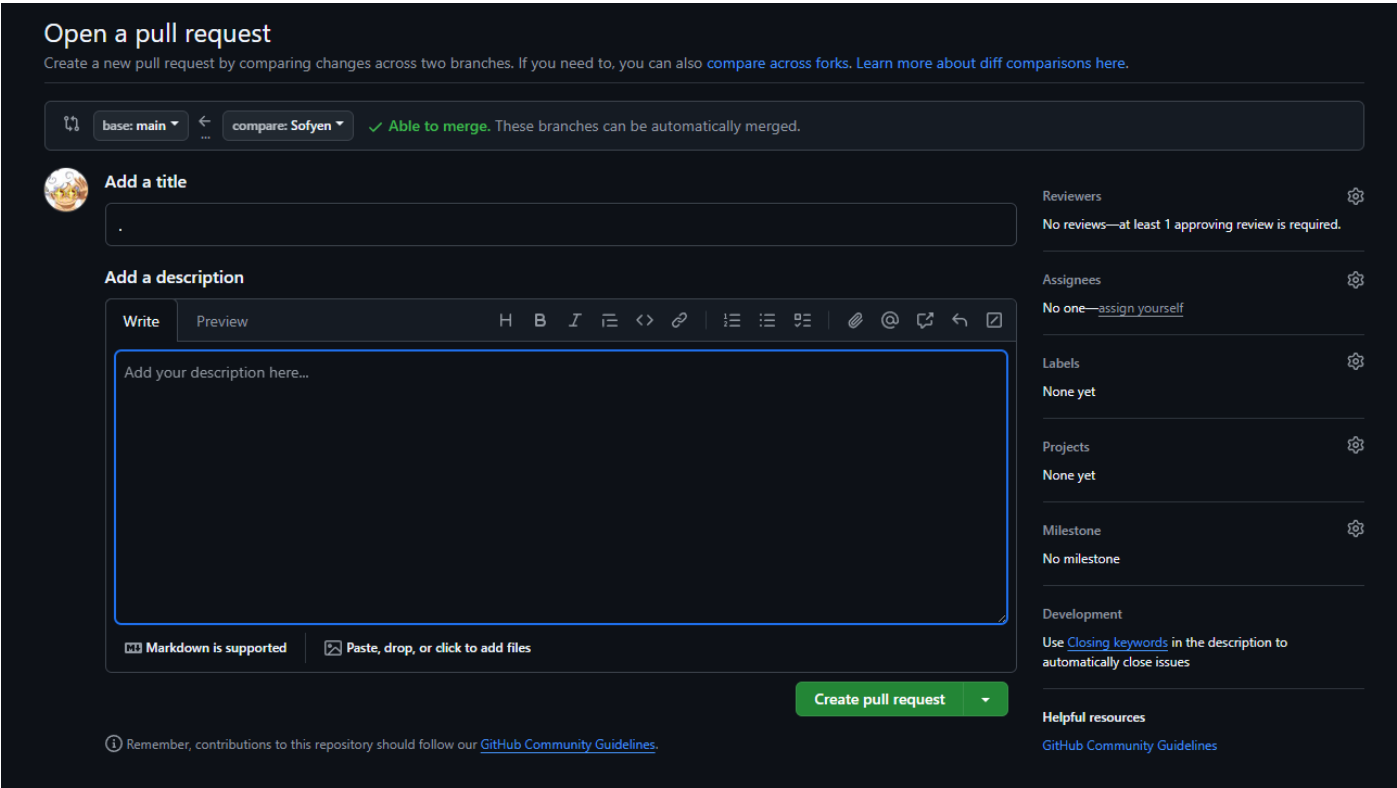 Open a pull request
Create a new pull request by comparing changes across two branches. If you need to, you can also compare across forks. Learn more about diff comparisons here.
base: main ← ... compare: Sofyen ✓ Able to merge. These branches can be automatically merged.
Add a title
.
Add a description
Write Preview H B I <> @
Add your description here...
Markdown is supported Paste, drop, or click to add files
Create pull request
Remember, contributions to this repository should follow our GitHub Community Guidelines.
Reviewers
No reviews—at least 1 approving review is required.
Assignees
No one—assign yourself
Labels
None yet
Projects
None yet
Milestone
No milestone
Development
Use Closing keywords in the description to
automatically close issues
Helpful resources
GitHub Community Guidelines